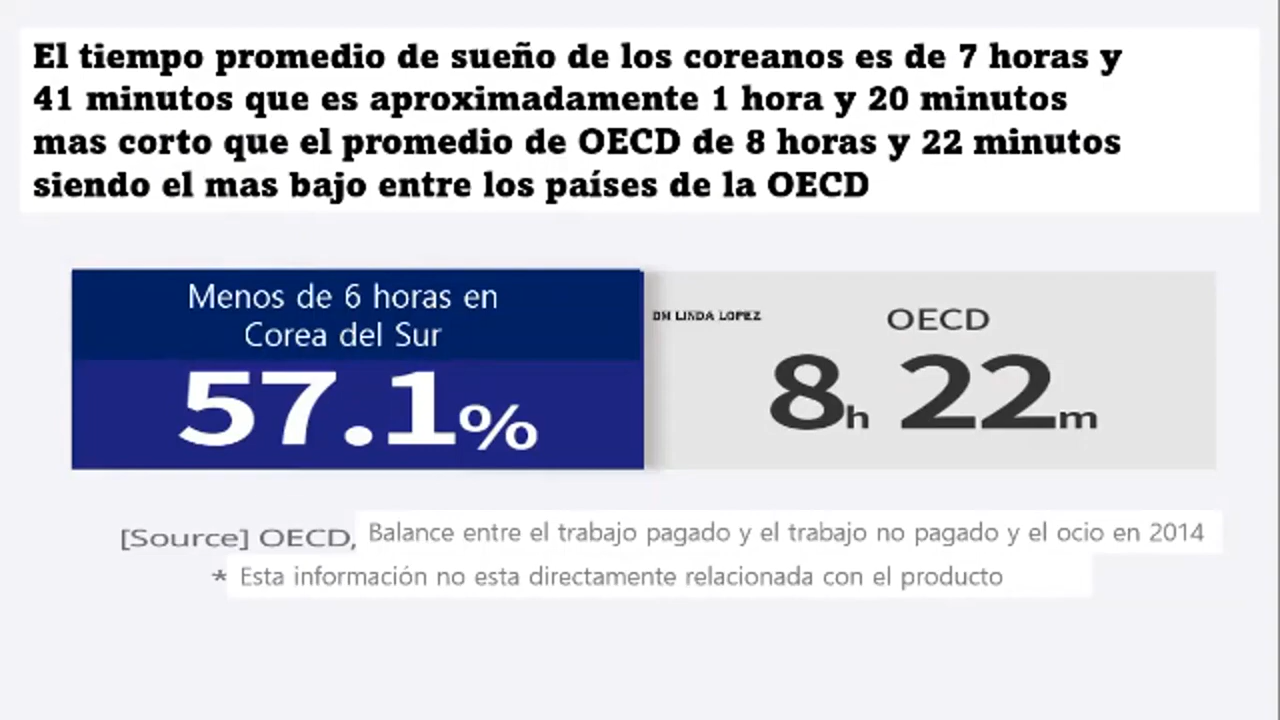 El tiempo promedio de sueño de los coreanos es de 7 horas y
41 minutos que es aproximadamente 1 hora y 20 minutos
mas corto que el promedio de OECD de 8 horas y 22 minutos
siendo el mas bajo entre los países de la OECD
Menos de 6 horas en
Corea del Sur
57.1%
DN LINDA LOPEZ
OECD
8h 22m
[Source] OECD, Balance entre el trabajo pagado y el trabajo no pagado y el ocio en 2014
* Esta información no esta directamente relacionada con el producto